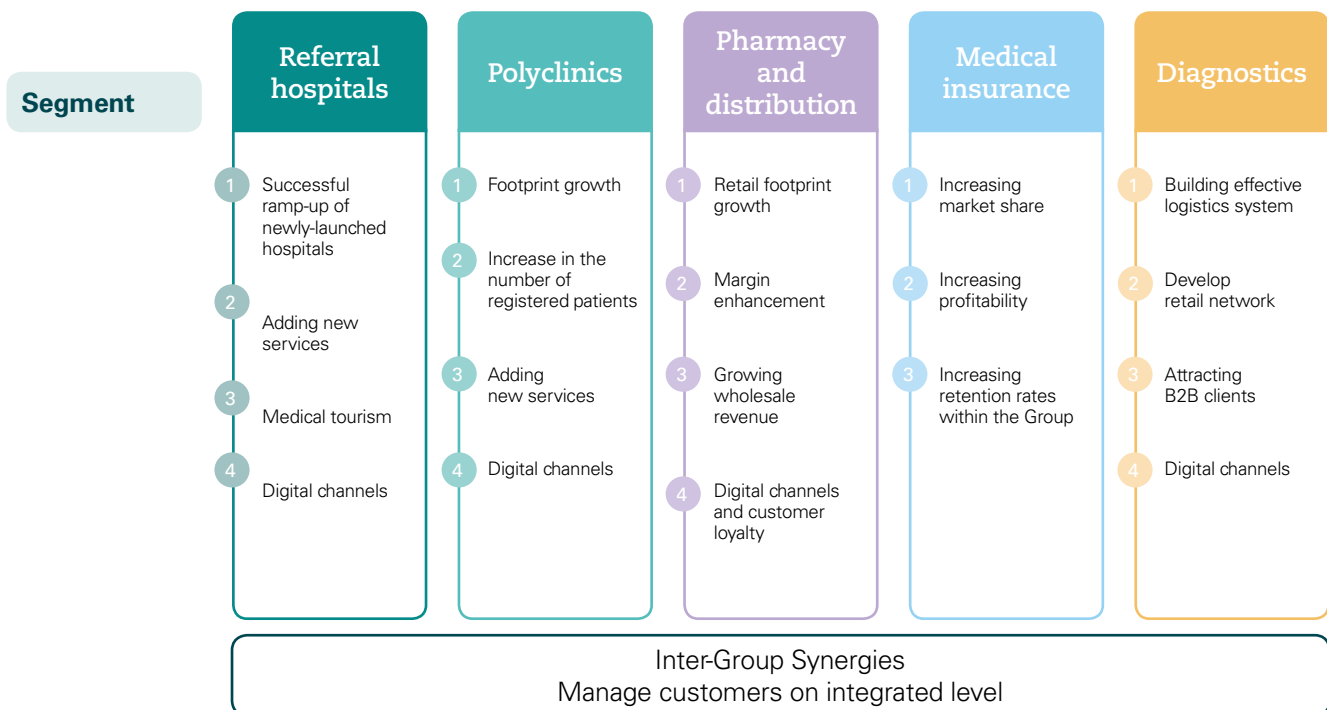 Segment
Referral
hospitals
1
Successful
ramp-up of
newly-launched
hospitals
2
Adding new
services
3
Medical tourism
4
Digital channels
Polyclinics
1
Footprint growth
2
Increase in the
number of
registered patients
3
Adding
new services
4
Digital channels
Pharmacy
and
distribution
1
Retail footprint
growth
2
Margin
enhancement
3
Growing
wholesale
revenue
4
Digital channels
and customer
loyalty
Medical
insurance
1
Increasing
market share
2
Increasing
profitability
3
Increasing
retention rates
within the Group
Diagnostics
1
Building effective
logistics system
2
Develop
retail network
3
Attracting
B2B clients
4
Digital channels
Inter-Group Synergies
Manage customers on integrated level